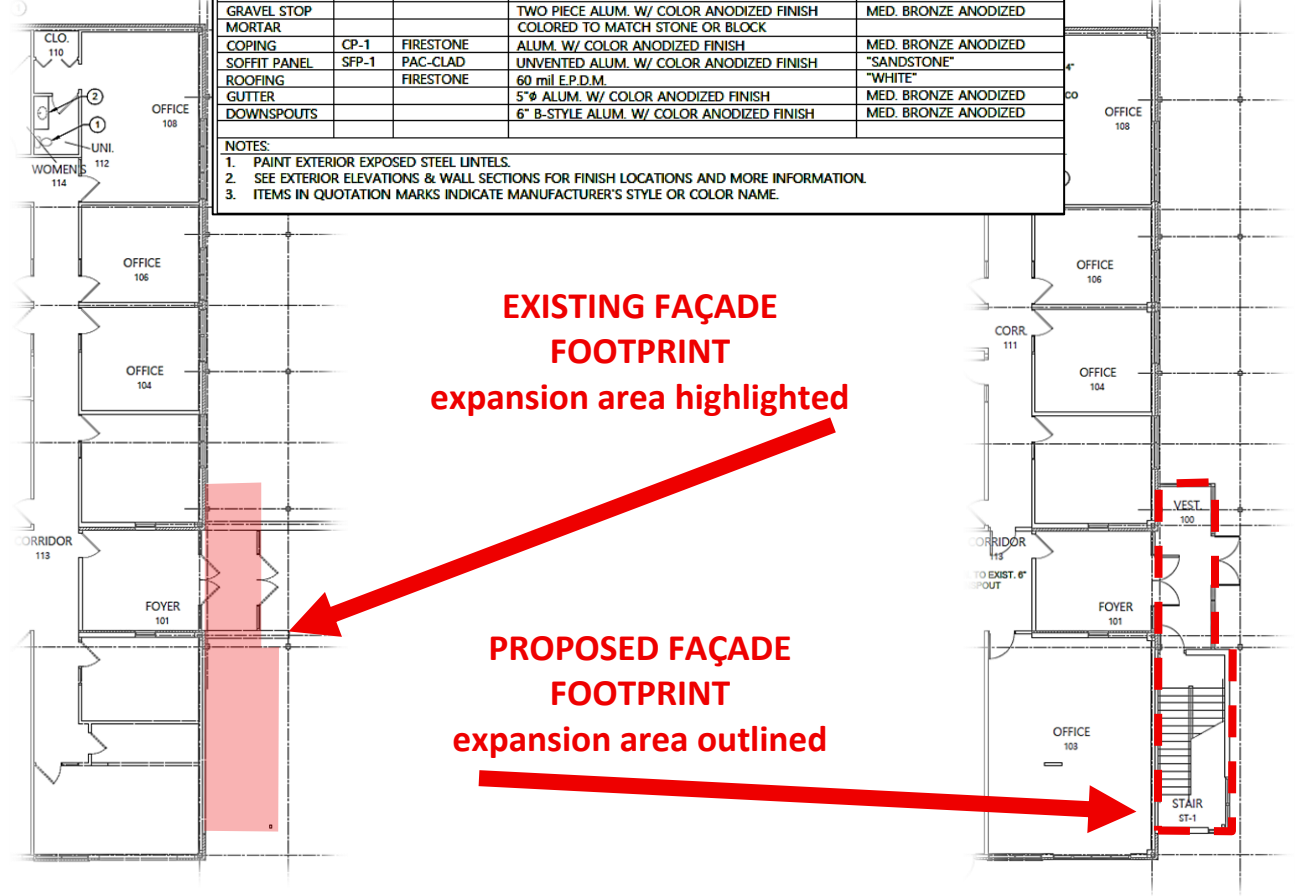 GRAVEL STOP TWO PIECE ALUM. W/ COLOR ANODIZED FINISH MED. BRONZE ANODIZED
MORTAR COLORED TO MATCH STONE OR BLOCK
COPING CP-1 FIRESTONE ALUM. W/ COLOR ANODIZED FINISH MED. BRONZE ANODIZED
SOFFIT PANEL SFP-1 PAC-CLAD UNVENTED ALUM. W/ COLOR ANODIZED FINISH "SANDSTONE"
ROOFING FIRESTONE 60 mil E.P.D.M. "WHITE"
GUTTER 5"Φ ALUM. W/ COLOR ANODIZED FINISH MED. BRONZE ANODIZED
DOWNSPOUTS 6" B-STYLE ALUM. W/ COLOR ANODIZED FINISH MED. BRONZE ANODIZED
NOTES:
1. PAINT EXTERIOR EXPOSED STEEL LINTELS.
2. SEE EXTERIOR ELEVATIONS & WALL SECTIONS FOR FINISH LOCATIONS AND MORE INFORMATION.
3. ITEMS IN QUOTATION MARKS INDICATE MANUFACTURER'S STYLE OR COLOR NAME.
CLO.
110
2
1
OFFICE
108
UNI.
112
WOMEN'S
114
OFFICE
106
OFFICE
104
CORRIDOR
113
FOYER
101
EXISTING FAÇADE
FOOTPRINT
expansion area highlighted
PROPOSED FAÇADE
FOOTPRINT
expansion area outlined
4"
CO
OFFICE
108
OFFICE
106
CORR.
111
OFFICE
104
VEST.
100
CORRIDOR
113
TO EXIST. 6"
FOYER
101
OFFICE
103
STAIR
ST-1